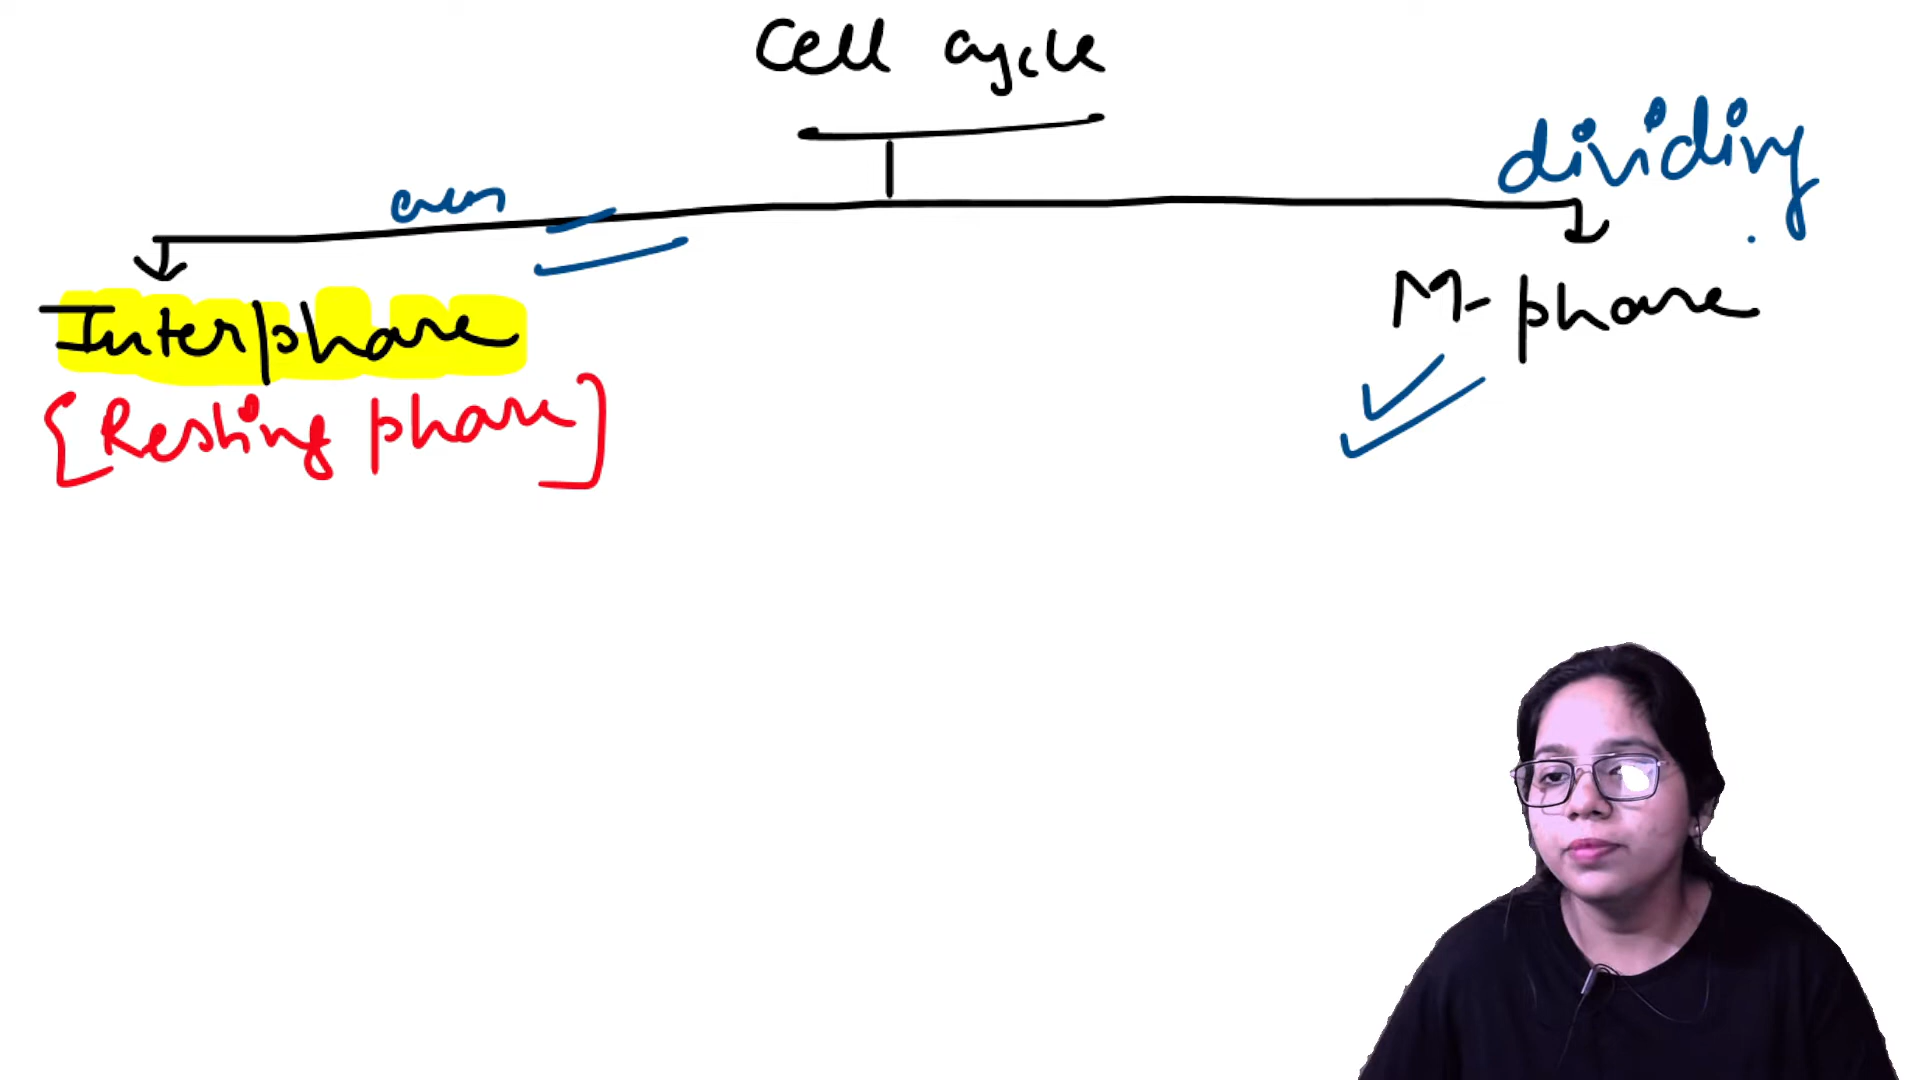 Cell cycle
dividing
Interphase
M-phase
[Resting phase]